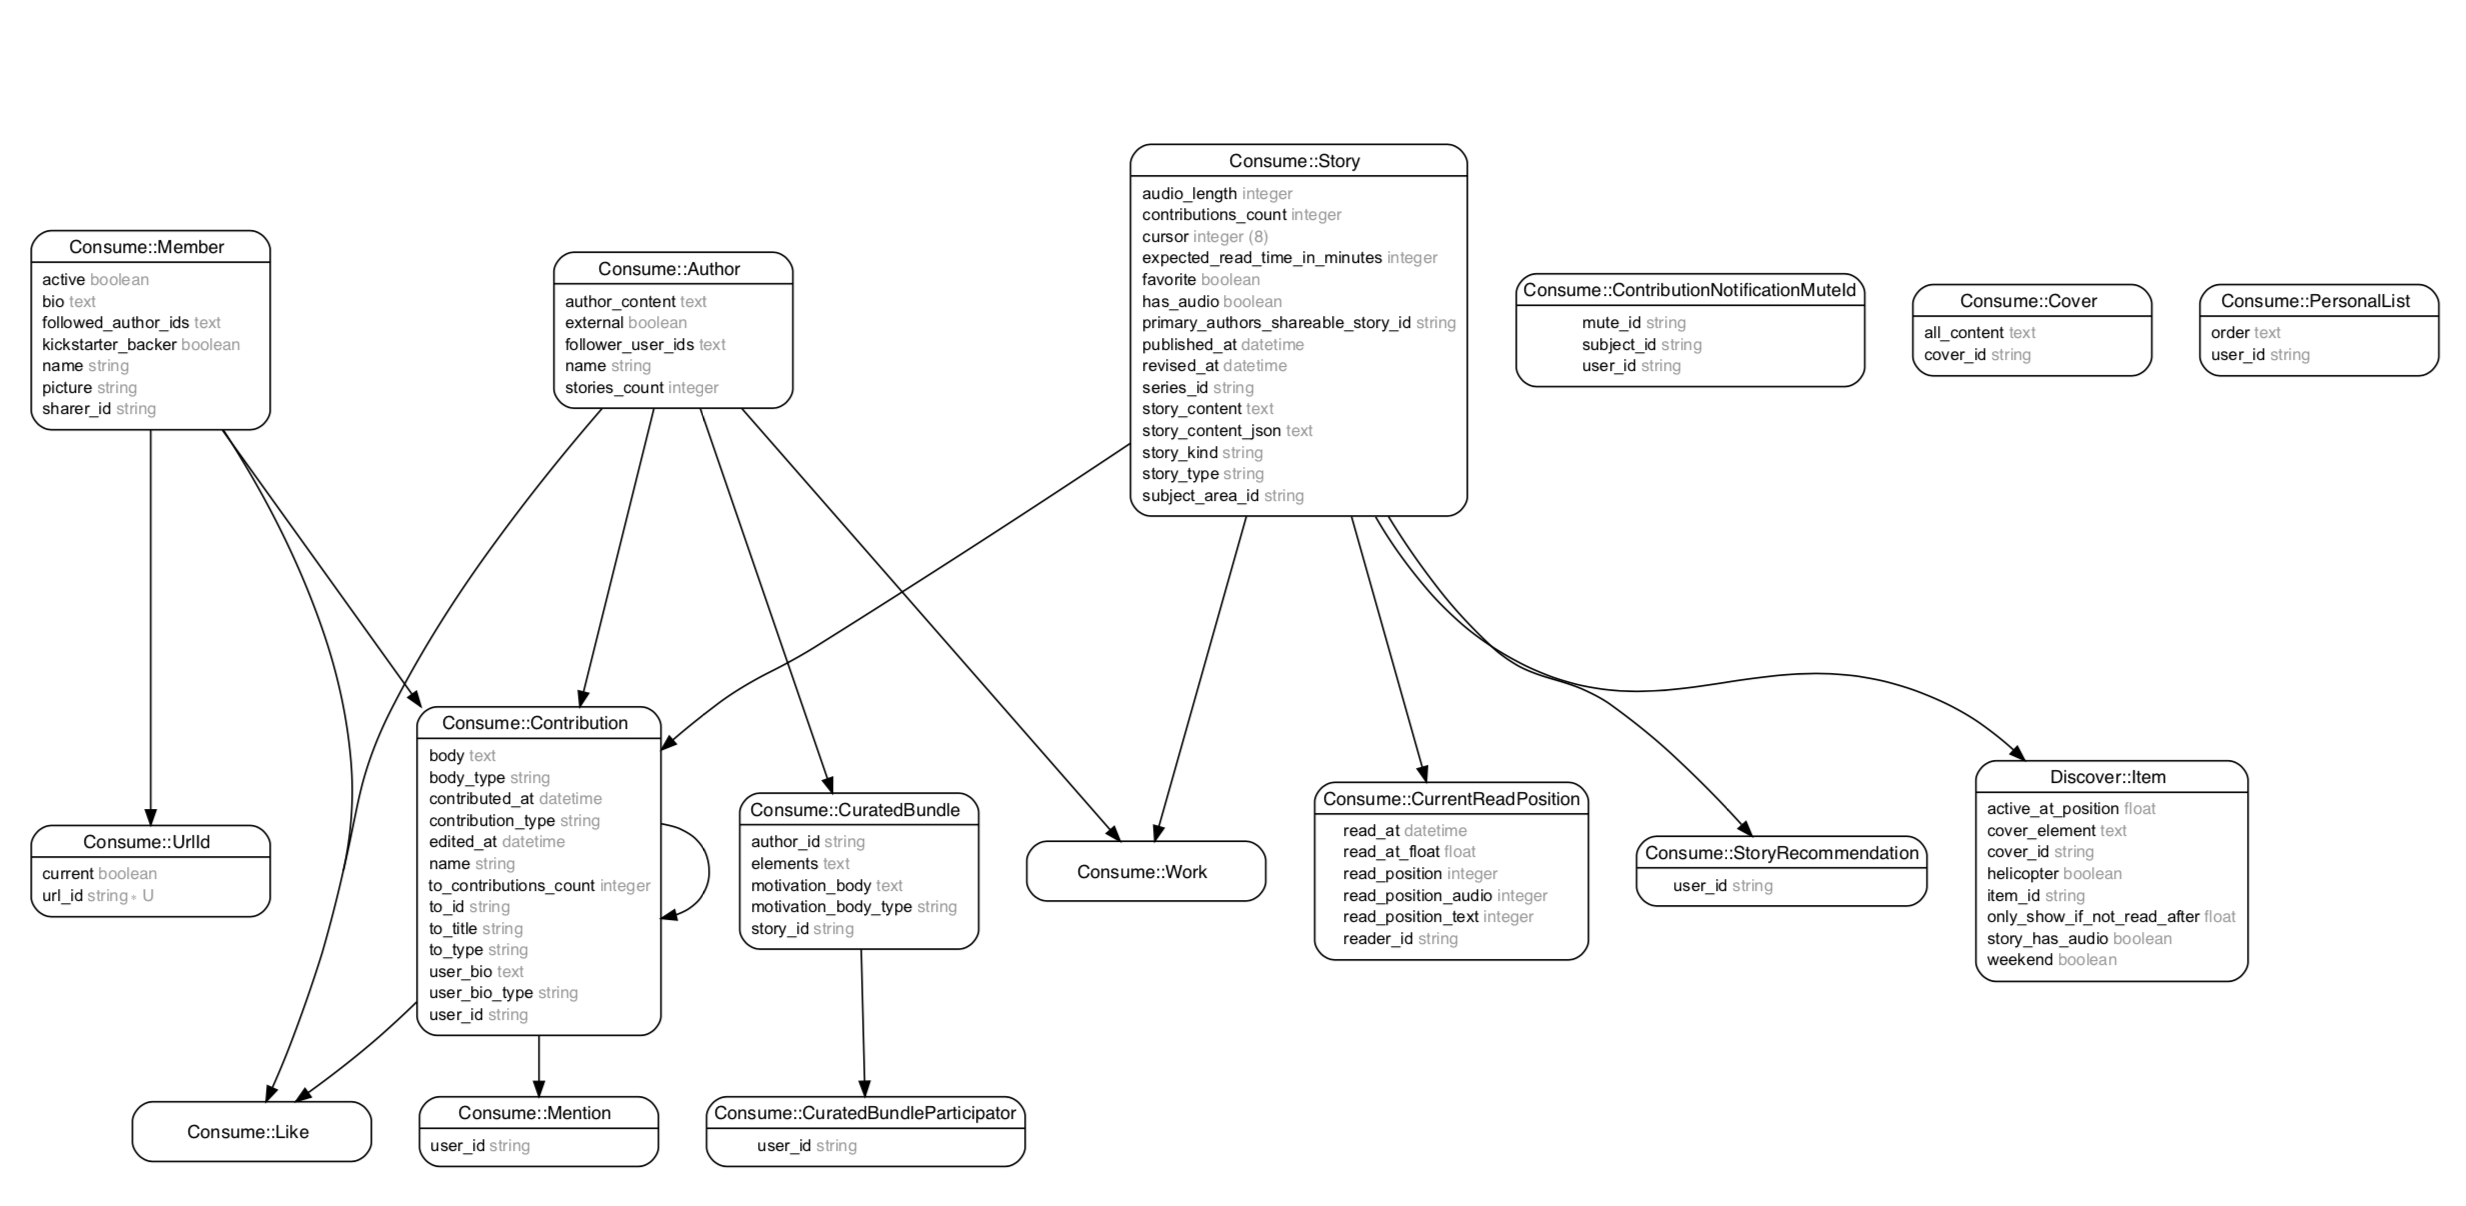 Consume::Member
active boolean
bio text
followed_author_ids text
kickstarter_backer boolean
name string
picture string
sharer_id string
Consume::Author
author_content text
external boolean
follower_user_ids text
name string
stories_count integer
Consume::Story
audio_length integer
contributions_count integer
cursor integer (8)
expected_read_time_in_minutes integer
favorite boolean
has_audio boolean
primary_authors_shareable_story_id string
published_at datetime
revised_at datetime
series_id string
story_content text
story_content_json text
story_kind string
story_type string
subject_area_id string
Consume::ContributionNotificationMuteId
mute_id string
subject_id string
user_id string
Consume::Cover
all_content text
cover_id string
Consume::PersonalList
order text
user_id string
Consume::UrlId
current boolean
url_id string * U
Consume::Contribution
body text
body_type string
contributed_at datetime
contribution_type string
edited_at datetime
name string
to_contributions_count integer
to_id string
to_title string
to_type string
user_bio text
user_bio_type string
user_id string
Consume::CuratedBundle
author_id string
elements text
motivation_body text
motivation_body_type string
story_id string
Consume::Work
Consume::CurrentReadPosition
read_at datetime
read_at_float float
read_position integer
read_position_audio integer
read_position_text integer
reader_id string
Consume::StoryRecommendation
user_id string
Discover::Item
active_at_position float
cover_element text
cover_id string
helicopter boolean
item_id string
only_show_if_not_read_after float
story_has_audio boolean
weekend boolean
Consume::Like
Consume::Mention
user_id string
Consume::CuratedBundleParticipator
user_id string